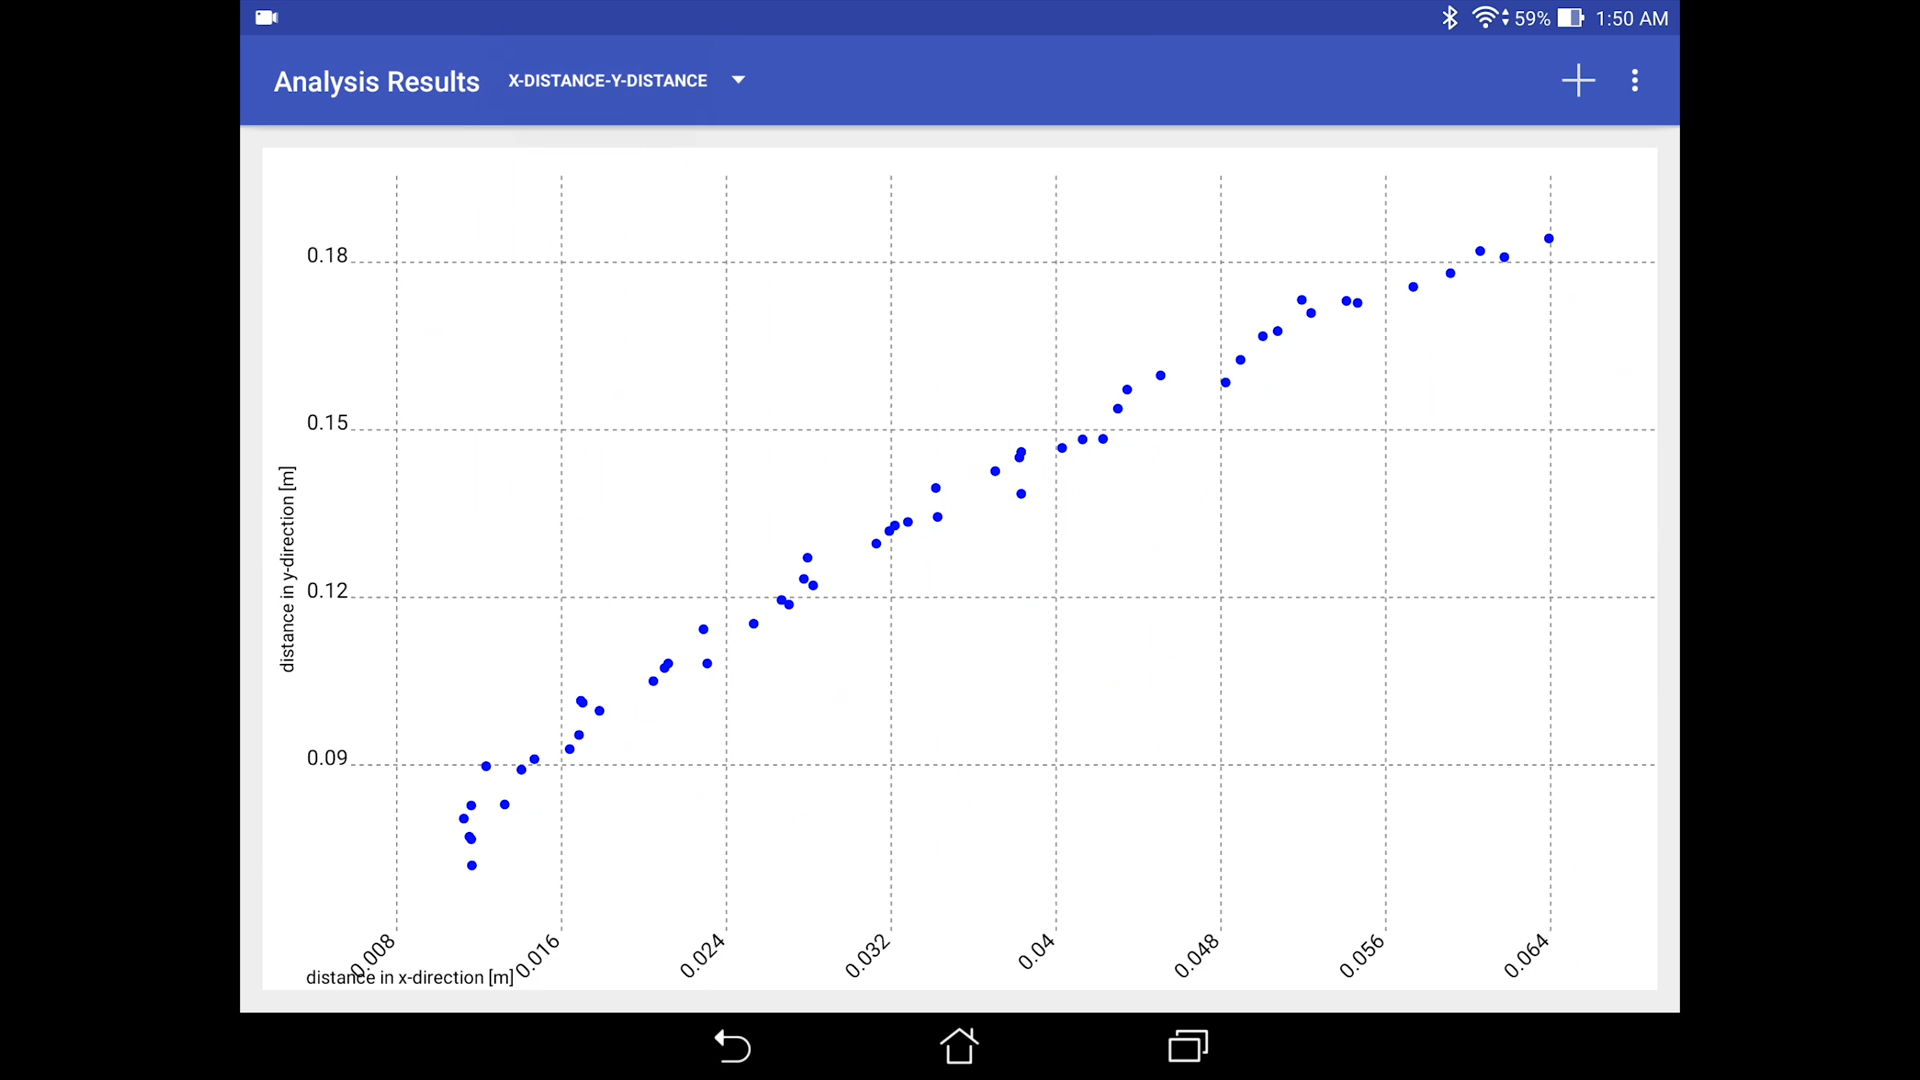 59% 1:50 AM
Analysis Results X-DISTANCE-Y-DISTANCE
0.18
0.15
0.12
0.09
distance in y-direction [m]
0.008 0.016 0.024 0.032 0.04 0.048 0.056 0.064
distance in x-direction [m]